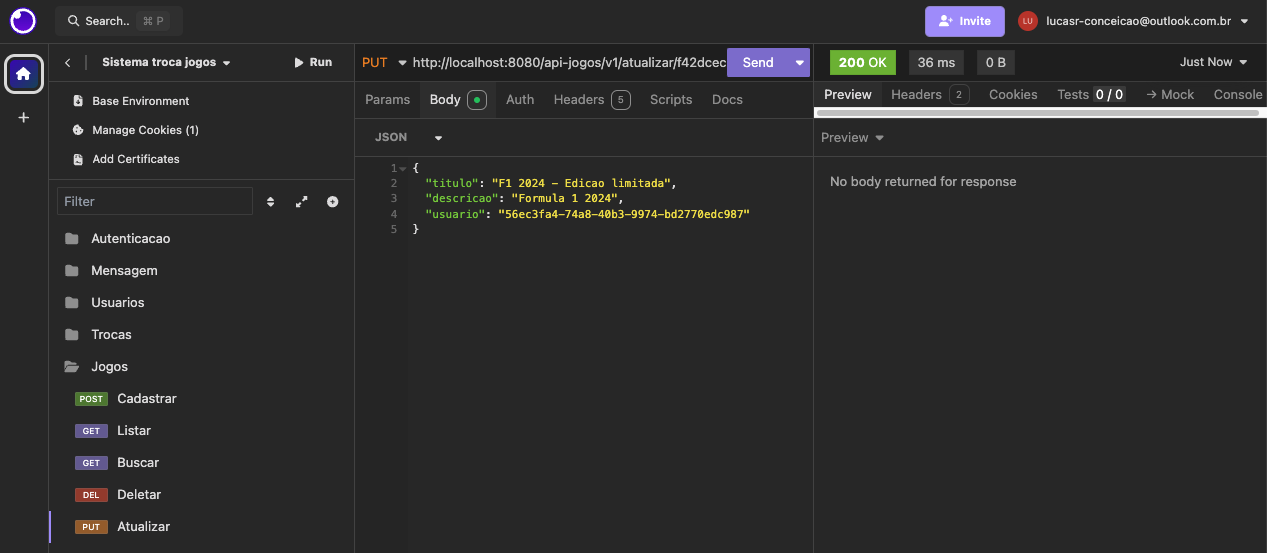 Search.. ⌘ P
Invite
LU lucasr-conceicao@outlook.com.br
Sistema troca jogos
Run
Base Environment
Manage Cookies (1)
Add Certificates
Filter
Autenticacao
Mensagem
Usuarios
Trocas
Jogos
POST Cadastrar
GET Listar
GET Buscar
DEL Deletar
PUT Atualizar
PUT http://localhost:8080/api-jogos/v1/atualizar/f42dcec Send
Params Body Auth Headers 5 Scripts Docs
JSON
1 {
2 "titulo": "F1 2024 - Edicao limitada",
3 "descricao": "Formula 1 2024",
4 "usuario": "56ec3fa4-74a8-40b3-9974-bd2770edc987"
5 }
200 OK 36 ms 0 B Just Now
Preview Headers 2 Cookies Tests 0 / 0 → Mock Console
Preview
No body returned for response